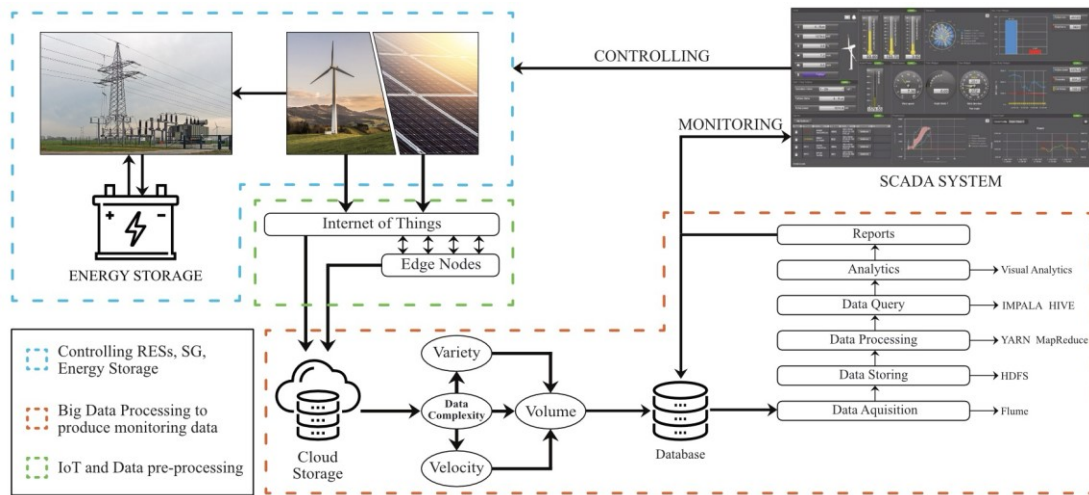 CONTROLLING
MONITORING
SCADA SYSTEM
ENERGY STORAGE
Internet of Things
Edge Nodes
Reports
Analytics
Visual Analytics
Data Query
IMPALA HIVE
Data Processing
YARN MapReduce
Data Storing
HDFS
Data Aquisition
Flume
Variety
Data
Complexity
Volume
Velocity
Cloud
Storage
Database
Controlling RESs, SG,
Energy Storage
Big Data Processing to
produce monitoring data
IoT and Data pre-processing